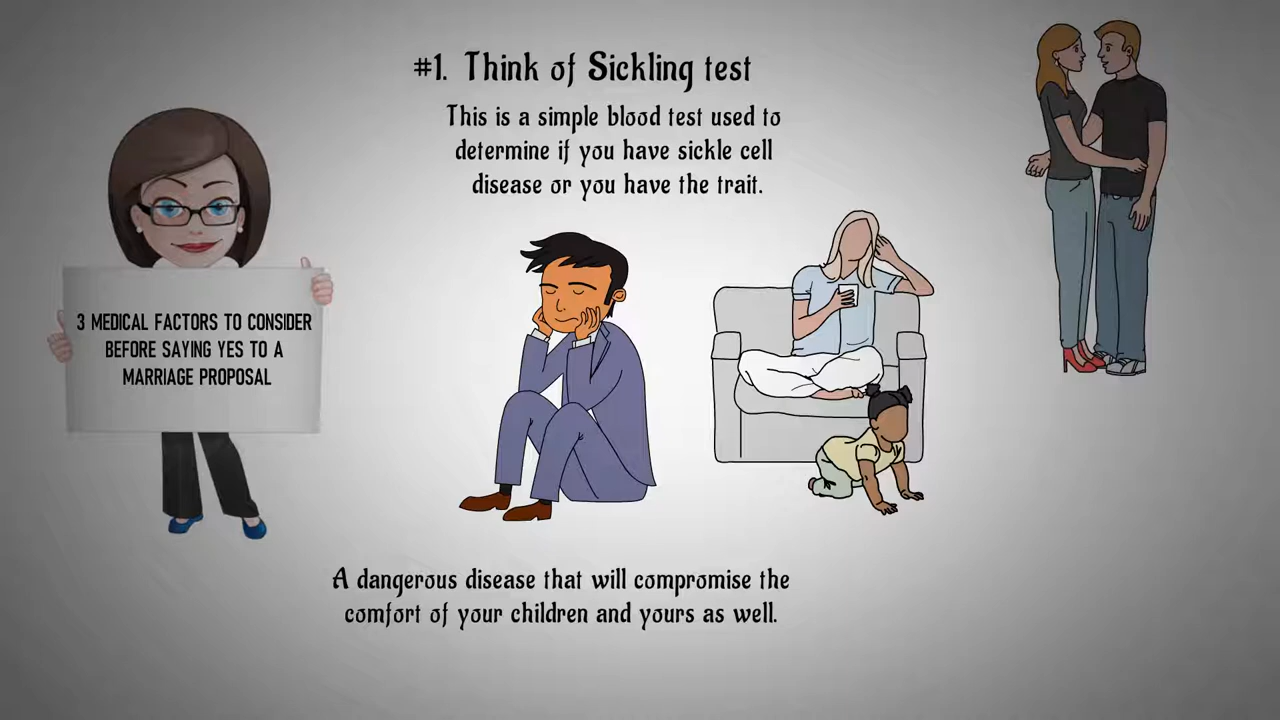 #1. Think of Sickling test
This is a simple blood test used to
determine if you have sickle cell
disease or you have the trait.
3 MEDICAL FACTORS TO CONSIDER
BEFORE SAYING YES TO A
MARRIAGE PROPOSAL
A dangerous disease that will compromise the
comfort of your children and yours as well.